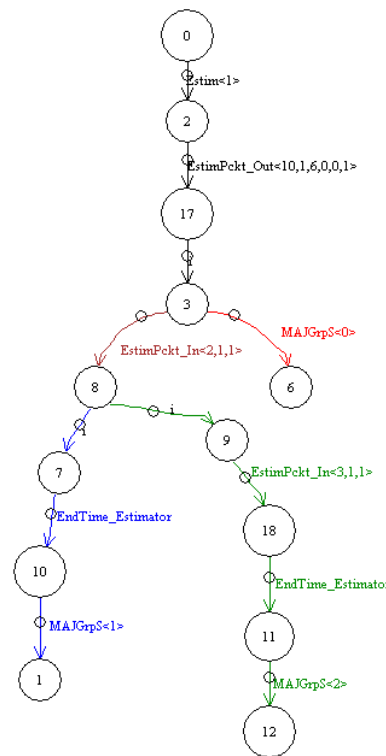 0
Estim<1>
2
EstimPckt_Out<10,1,6,0,0,1>
17
i
3
MAJGrpS<0>
EstimPckt_In<2,1,1>
8
6
i
i
9
7
EstimPckt_In<3,1,1>
EndTime_Estimator
18
10
EndTime_Estimator
MAJGrpS<1>
11
1
MAJGrpS<2>
12